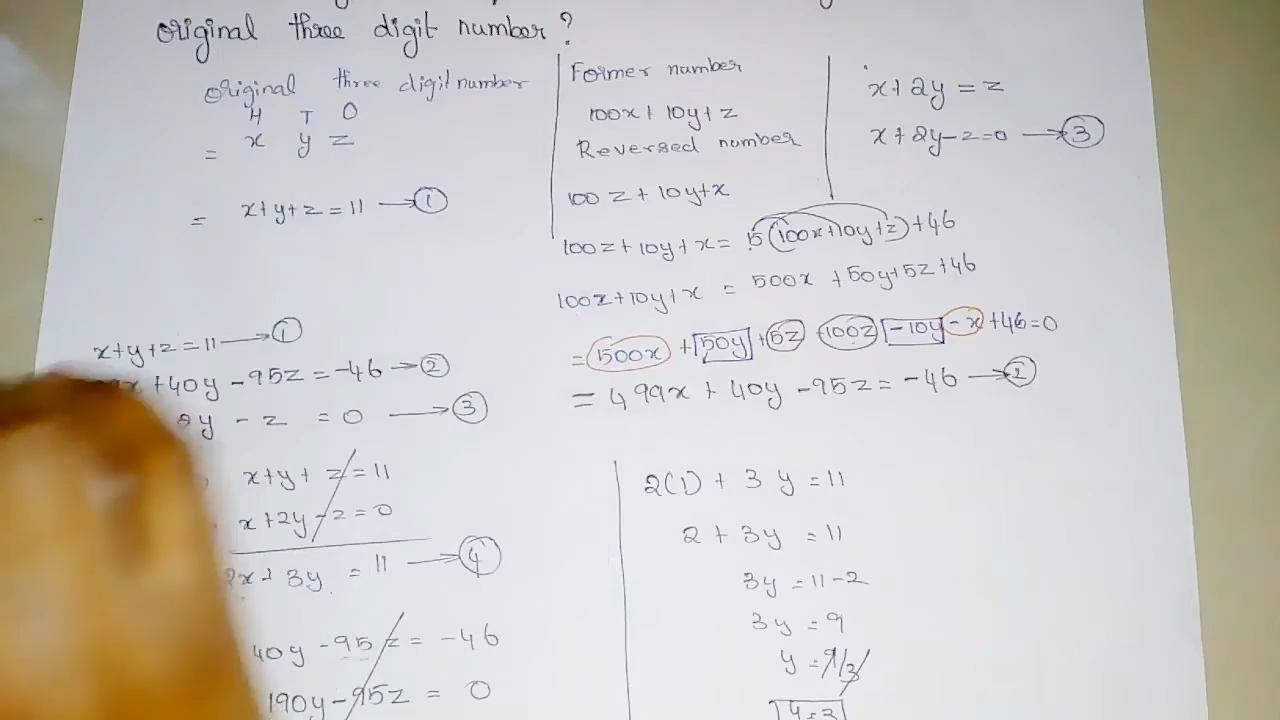 original three digit number?
original three digit number
H T O
= x y z
= x+y+z=11 → ①
Former number
100x+10y+z
Reversed number
100z+10y+x
x+2y=z
x+2y-z=0 → ③
100z+10y+x= 5(100x+10y+z)+46
100z+10y+x = 500x +50y+5z+46
= 500x +50y +5z -100z -10y -x +46=0
= 499x + 40y -95z = -46 → ②
x+y+z=11 → ①
+40y -95z = -46 → ②
2y - z = 0 → ③
x+y+ z=11
x+2y-z=0
2x+ 3y = 11 → ④
40y -95z = -46
190y-95z = 0
2(1) + 3y =11
2 + 3y = 11
3y = 11-2
3y = 9
y = 9/3
y=3